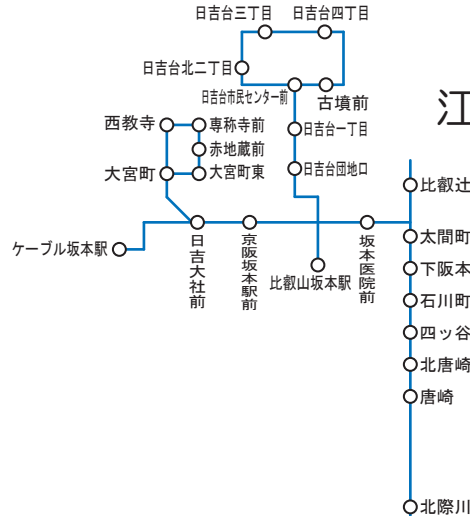 日吉台三丁目
日吉台四丁目
日吉台北二丁目
日吉台市民センター前
古墳前
江
西教寺
専称寺前
日吉台一丁目
赤地蔵前
大宮町
大宮町東
日吉台団地口
比叡辻
太間町
ケーブル坂本駅
日吉大社前
京阪坂本駅前
比叡山坂本駅
坂本医院前
下阪本
石川町
四ッ谷
北唐崎
唐崎
北際川